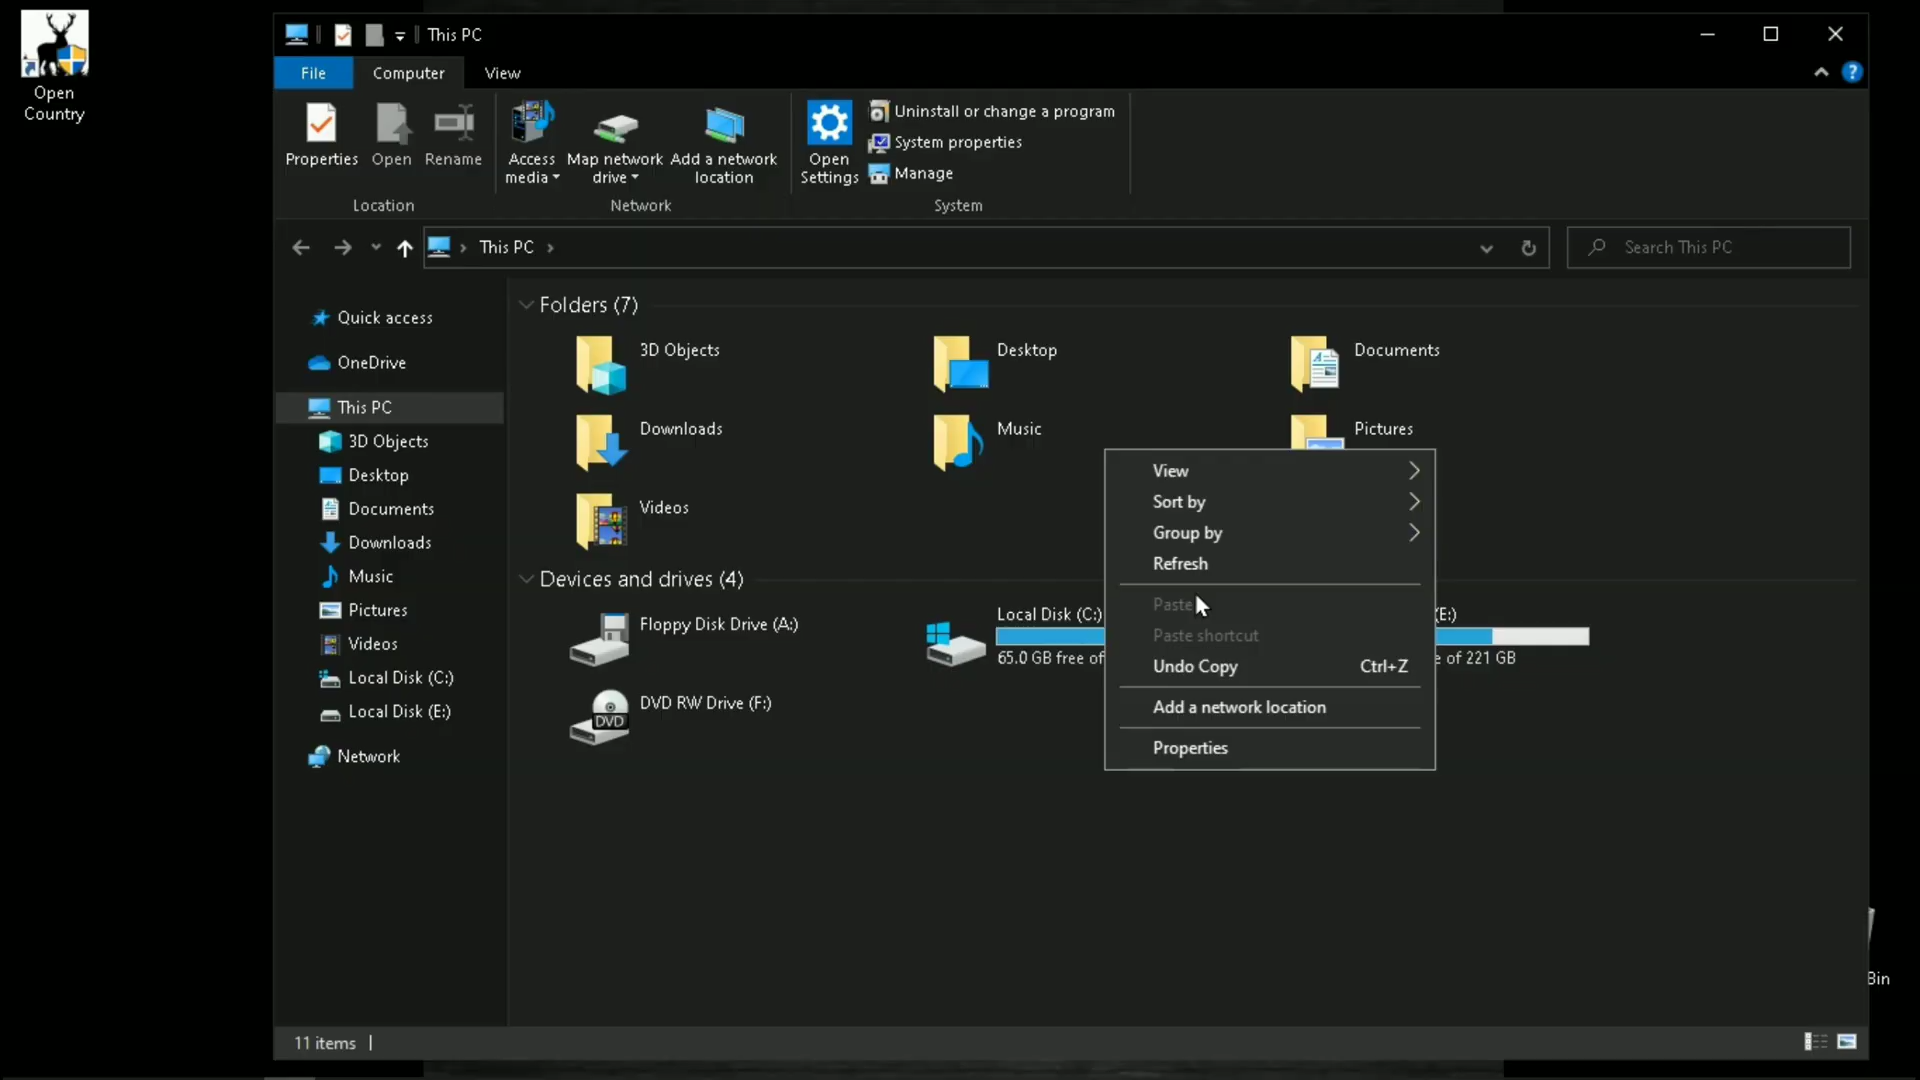 Open
Country
This PC
File
Computer
View
Properties
Open
Rename
Access
media
Map network
drive
Add a network
location
Open
Settings
Uninstall or change a program
System properties
Manage
Location
Network
System
This PC
Search This PC
Quick access
OneDrive
This PC
3D Objects
Desktop
Documents
Downloads
Music
Pictures
Videos
Local Disk (C:)
Local Disk (E:)
Network
Folders (7)
3D Objects
Desktop
Documents
Downloads
Music
Pictures
Videos
Devices and drives (4)
Floppy Disk Drive (A:)
Local Disk (C:)
65.0 GB free of
(E:)
e of 221 GB
DVD
DVD RW Drive (F:)
View
Sort by
Group by
Refresh
Paste
Paste shortcut
Undo Copy Ctrl+Z
Add a network location
Properties
Bin
11 items